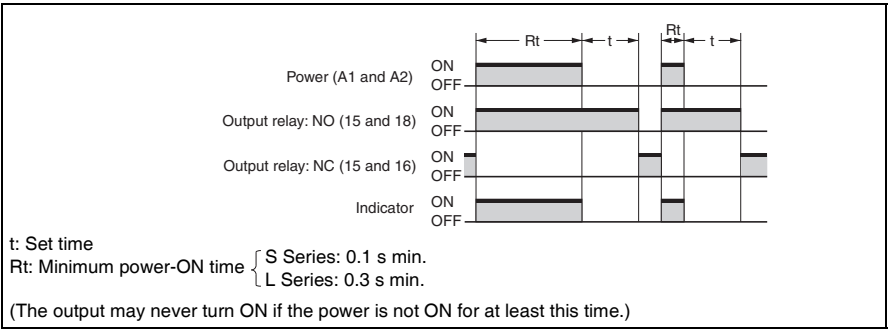 Rt t Rt t
Power (A1 and A2) ON
OFF
Output relay: NO (15 and 18) ON
OFF
Output relay: NC (15 and 16) ON
OFF
Indicator ON
OFF
t: Set time
Rt: Minimum power-ON time { S Series: 0.1 s min.
L Series: 0.3 s min.
(The output may never turn ON if the power is not ON for at least this time.)